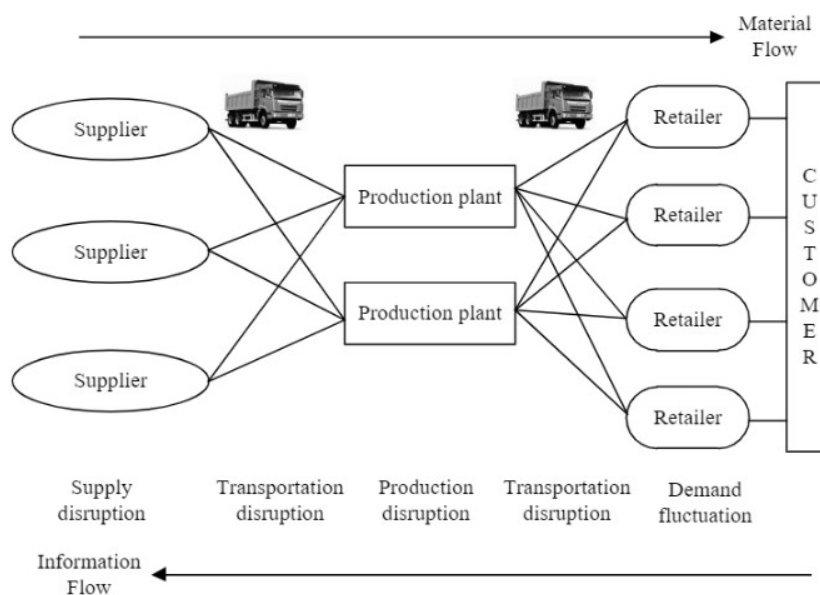 Material
Flow
Supplier
Retailer
Production plant
Retailer
Supplier
Production plant
Retailer
Supplier
Retailer
CUSTOMER
Supply
disruption
Transportation
disruption
Production
disruption
Transportation
disruption
Demand
fluctuation
Information
Flow